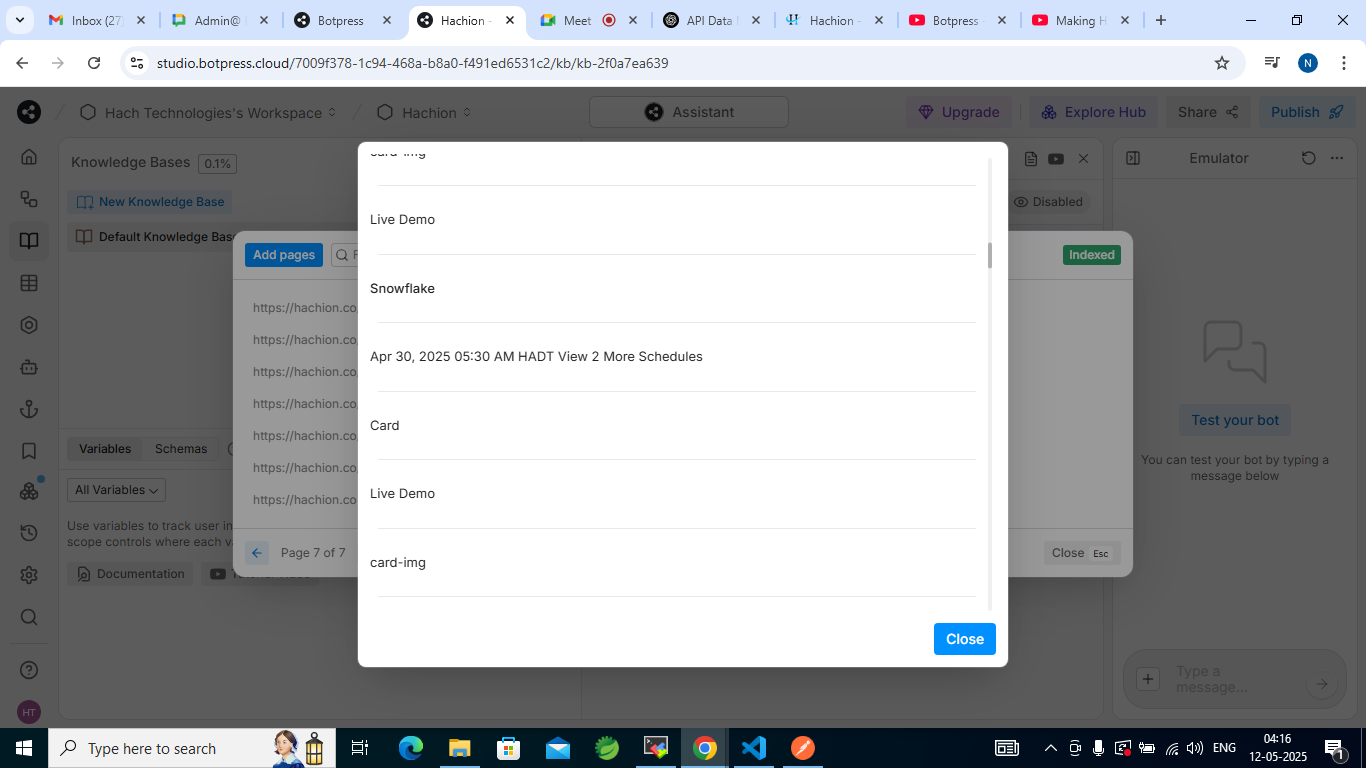 Inbox (27)
Admin@
Botpress
Hachion -
Meet
API Data
Hachion -
Botpress
Making H
studio.botpress.cloud/7009f378-1c94-468a-b8a0-f491ed6531c2/kb/kb-2f0a7ea639
N
Hach Technologies's Workspace
Hachion
Assistant
Upgrade
Explore Hub
Share
Publish
Knowledge Bases 0.1%
New Knowledge Base
Default Knowledge Base
Disabled
Emulator
Add pages
Indexed
https://hachion.co
https://hachion.co
https://hachion.co
https://hachion.co
https://hachion.co
https://hachion.co
https://hachion.co
Page 7 of 7
Close Esc
card-img
Live Demo
Snowflake
Apr 30, 2025 05:30 AM HADT View 2 More Schedules
Card
Live Demo
card-img
Close
Variables
Schemas
All Variables
Use variables to track user in
scope controls where each va
Documentation
Test your bot
You can test your bot by typing a
message below
Type a
message...
HT
Type here to search
ENG
04:16
12-05-2025
1